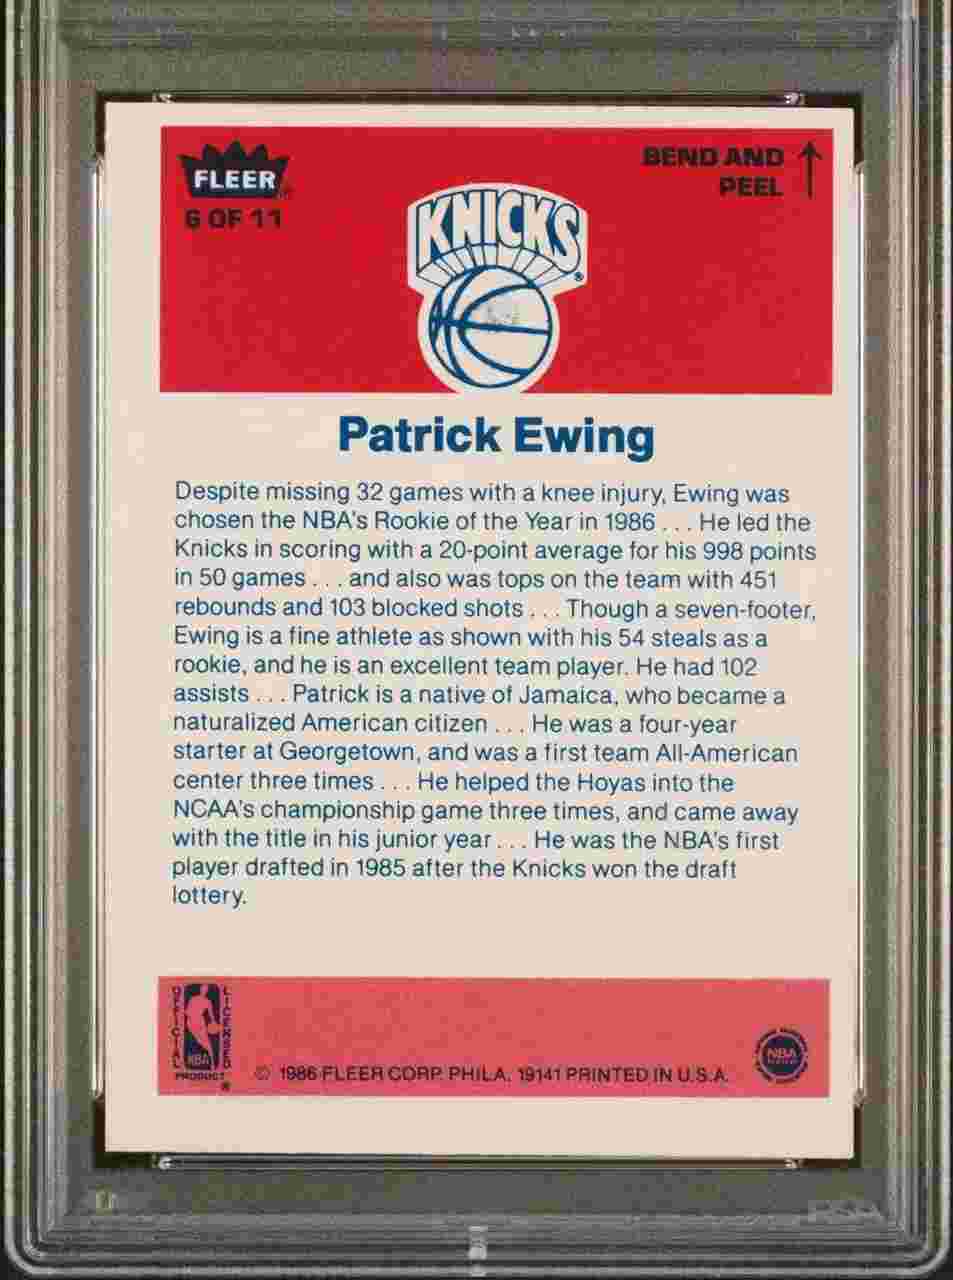 FLEER
6 OF 11
BEND AND
PEEL
KNICKS
Patrick Ewing
Despite missing 32 games with a knee injury, Ewing was
chosen the NBA's Rookie of the Year in 1986 . . . He led the
Knicks in scoring with a 20-point average for his 998 points
in 50 games . . . and also was tops on the team with 451
rebounds and 103 blocked shots . . . Though a seven-footer,
Ewing is a fine athlete as shown with his 54 steals as a
rookie, and he is an excellent team player. He had 102
assists . . . Patrick is a native of Jamaica, who became a
naturalized American citizen . . . He was a four-year
starter at Georgetown, and was a first team All-American
center three times . . . He helped the Hoyas into the
NCAA's championship game three times, and came away
with the title in his junior year . . . He was the NBA's first
player drafted in 1985 after the Knicks won the draft
lottery.
OFFICIAL
NBA
LICENSED
PRODUCT ®
© 1986 FLEER CORP. PHILA. 19141 PRINTED IN U.S.A.
NBA
PSA